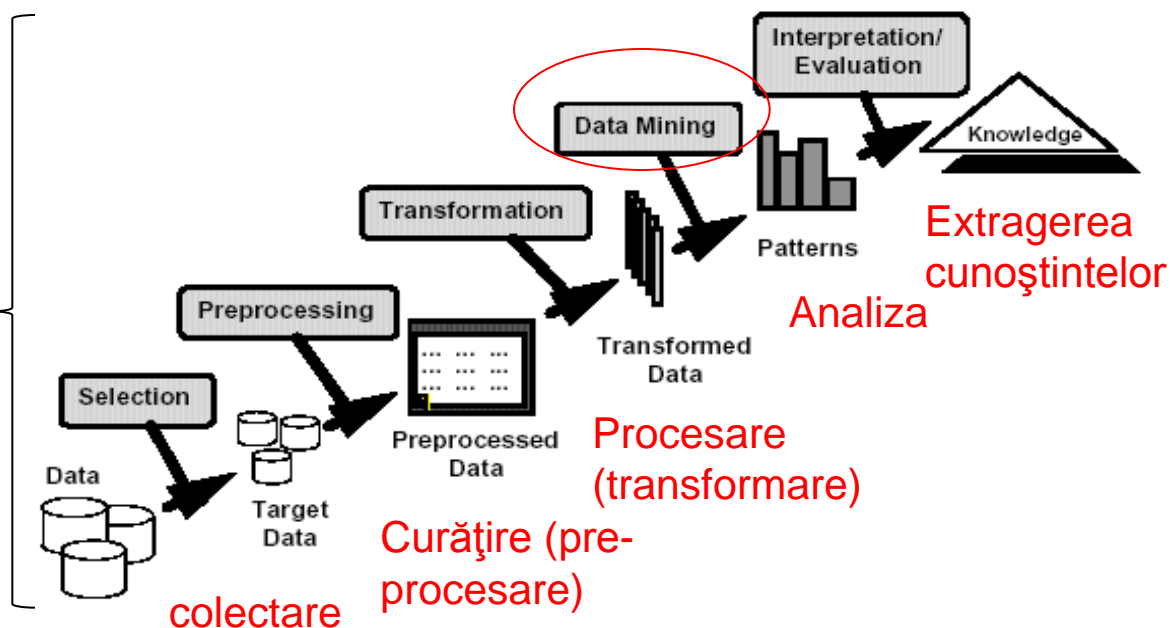 Interpretation/
Evaluation
Data Mining
Knowledge
Transformation
Patterns
Extragerea
cunoştintelor
Preprocessing
Analiza
Transformed
Data
... ... ...
... ... ...
... ... ...
Selection
Preprocessed
Data
Procesare
(transformare)
Data
Target
Data
Curăţire (pre-
procesare)
colectare